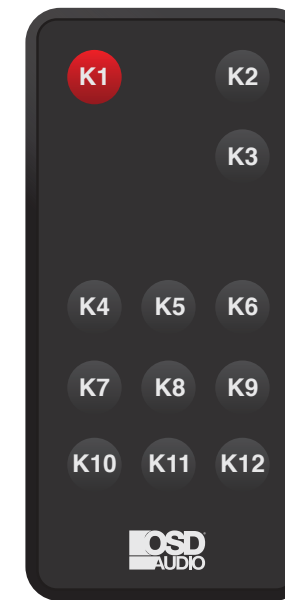 K1 K2
K3
K4 K5 K6
K7 K8 K9
K10 K11 K12
OSD
AUDIO